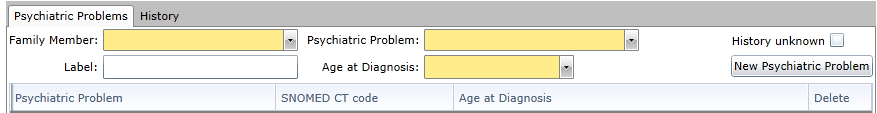 Psychiatric Problems History
Family Member: Psychiatric Problem: History unknown
Label: Age at Diagnosis: New Psychiatric Problem
Psychiatric Problem SNOMED CT code Age at Diagnosis Delete